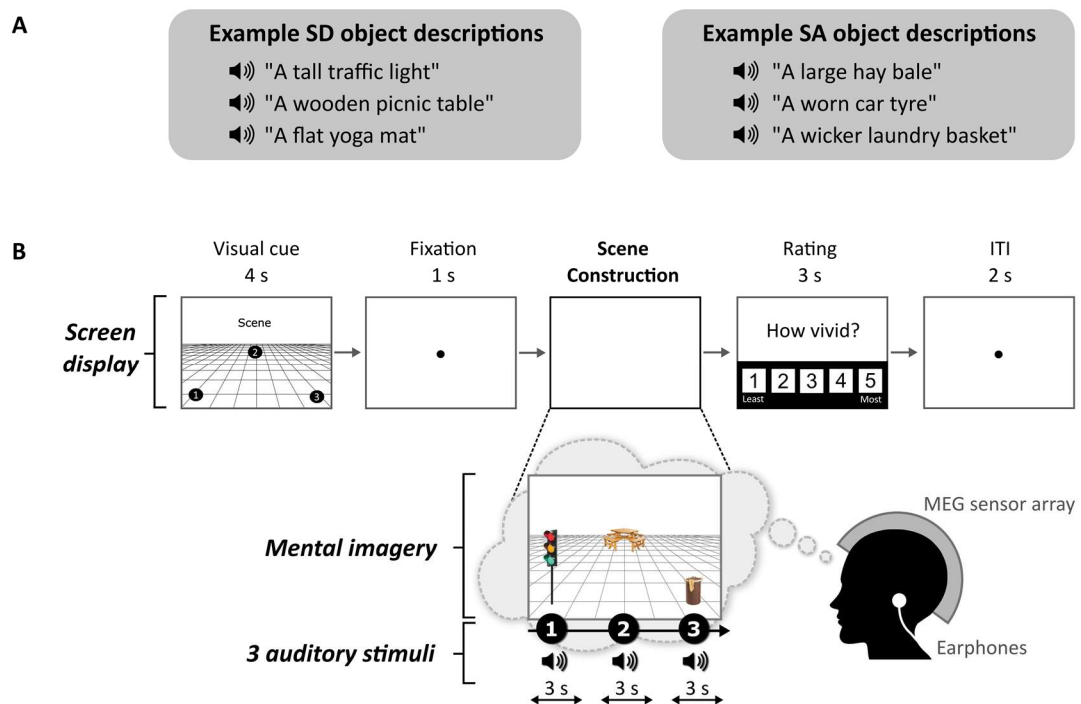 A
Example SD object descriptions
"A tall traffic light"
"A wooden picnic table"
"A flat yoga mat"
Example SA object descriptions
"A large hay bale"
"A worn car tyre"
"A wicker laundry basket"
B
Visual cue
4 s
Fixation
1 s
Scene
Construction
Rating
3 s
ITI
2 s
Screen
display
Scene
2
1
3
How vivid?
1 2 3 4 5
Least Most
Mental imagery
MEG sensor array
Earphones
1 2 3
3 auditory stimuli
3 s 3 s 3 s